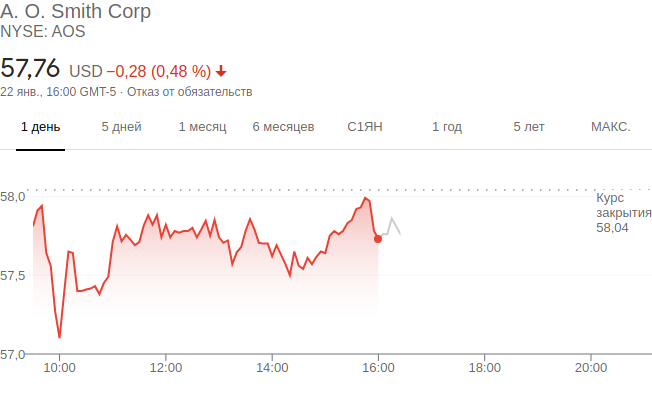 A. O. Smith Corp
NYSE: AOS
57,76 USD −0,28 (0,48 %)
22 янв., 16:00 GMT-5 · Отказ от обязательств
1 день 5 дней 1 месяц 6 месяцев С1ЯН 1 год 5 лет МАКС.
58,0
Курс
закрытия
58,04
57,5
57,0
10:00 12:00 14:00 16:00 18:00 20:00